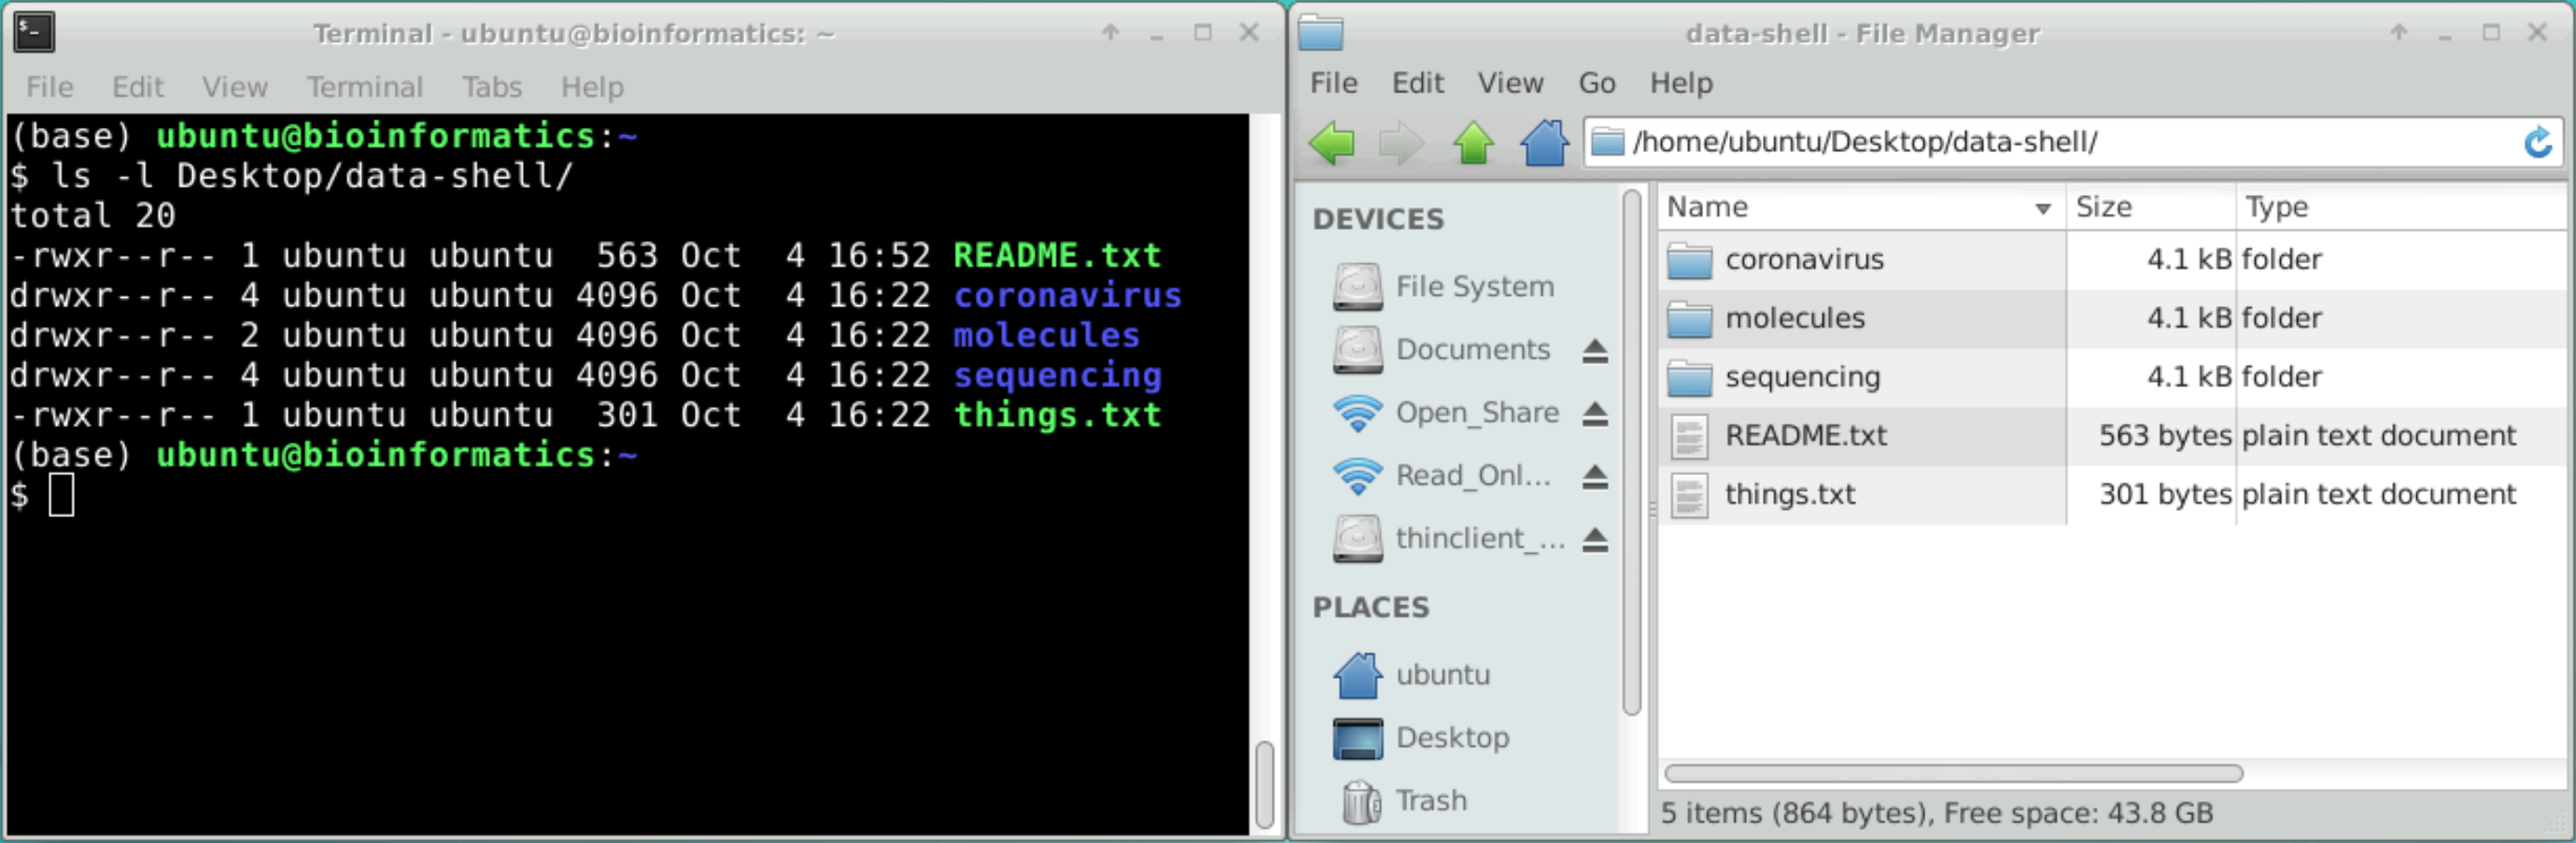 Terminal - ubuntu@bioinformatics: ~
File Edit View Terminal Tabs Help
(base) ubuntu@bioinformatics:~
$ ls -l Desktop/data-shell/
total 20
-rwxr--r-- 1 ubuntu ubuntu  563 Oct  4 16:52 README.txt
drwxr--r-- 4 ubuntu ubuntu 4096 Oct  4 16:22 coronavirus
drwxr--r-- 2 ubuntu ubuntu 4096 Oct  4 16:22 molecules
drwxr--r-- 4 ubuntu ubuntu 4096 Oct  4 16:22 sequencing
-rwxr--r-- 1 ubuntu ubuntu  301 Oct  4 16:22 things.txt
(base) ubuntu@bioinformatics:~
$
data-shell - File Manager
File Edit View Go Help
/home/ubuntu/Desktop/data-shell/
DEVICES
File System
Documents
Open_Share
Read_Onl...
thinclient_...
PLACES
ubuntu
Desktop
Trash
Name Size Type
coronavirus 4.1 kB folder
molecules 4.1 kB folder
sequencing 4.1 kB folder
README.txt 563 bytes plain text document
things.txt 301 bytes plain text document
5 items (864 bytes), Free space: 43.8 GB